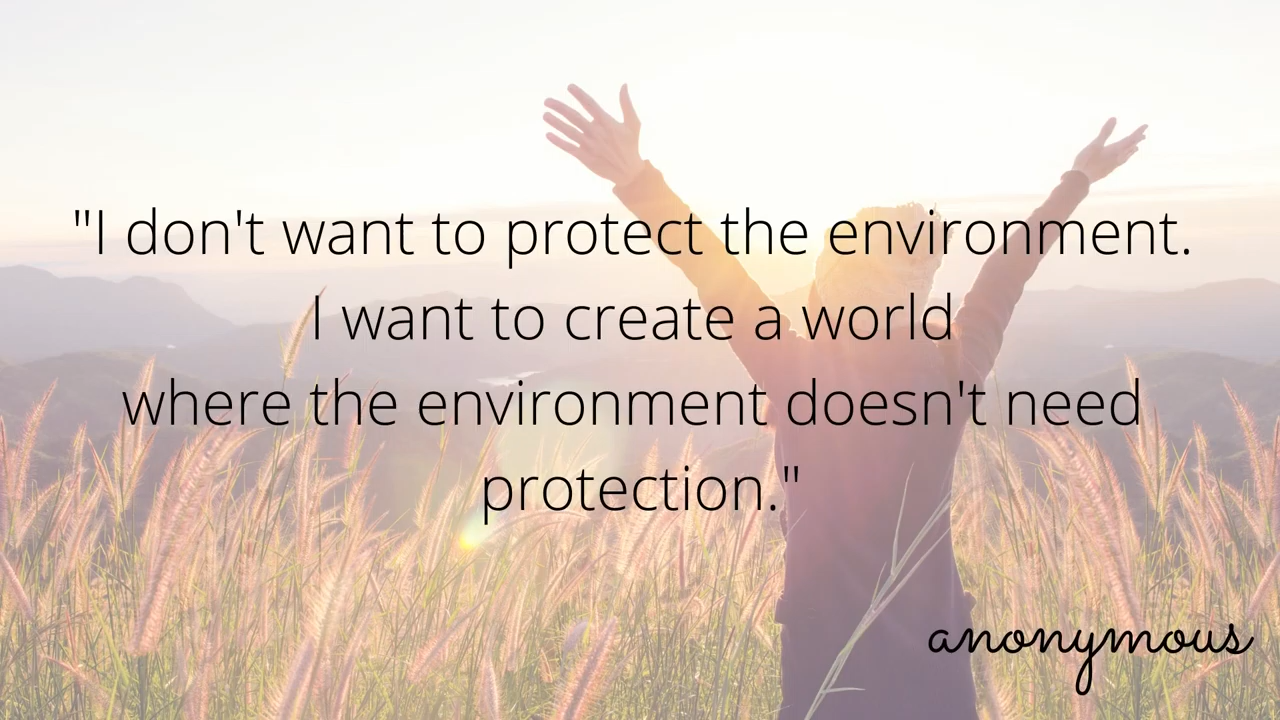 "I don't want to protect the environment.
I want to create a world
where the environment doesn't need
protection."
anonymous